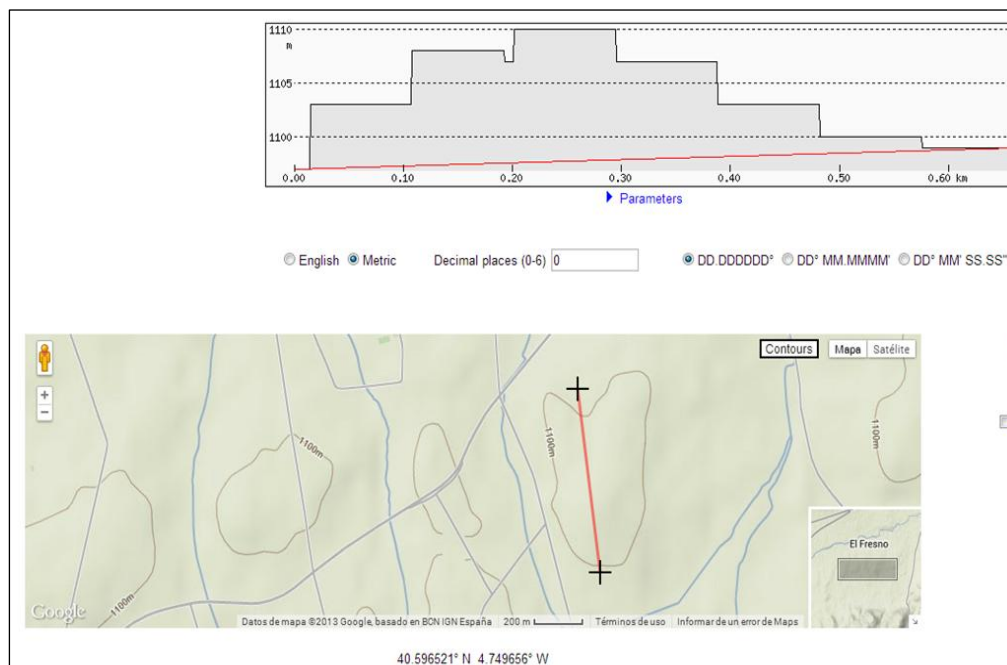 1110
m
1105
1100
0.00 0.10 0.20 0.30 0.40 0.50 0.60 km
Parameters
English Metric Decimal places (0-6) 0 DD.DDDDDD° DD° MM.MMMM' DD° MM' SS.SS"
Contours Mapa Satélite
+
−
1100m
1100m
1100m
1100m
1100m
El Fresno
Google
Datos de mapa ©2013 Google, basado en BCN IGN España 200 m Términos de uso Informar de un error de Maps
40.596521° N 4.749656° W